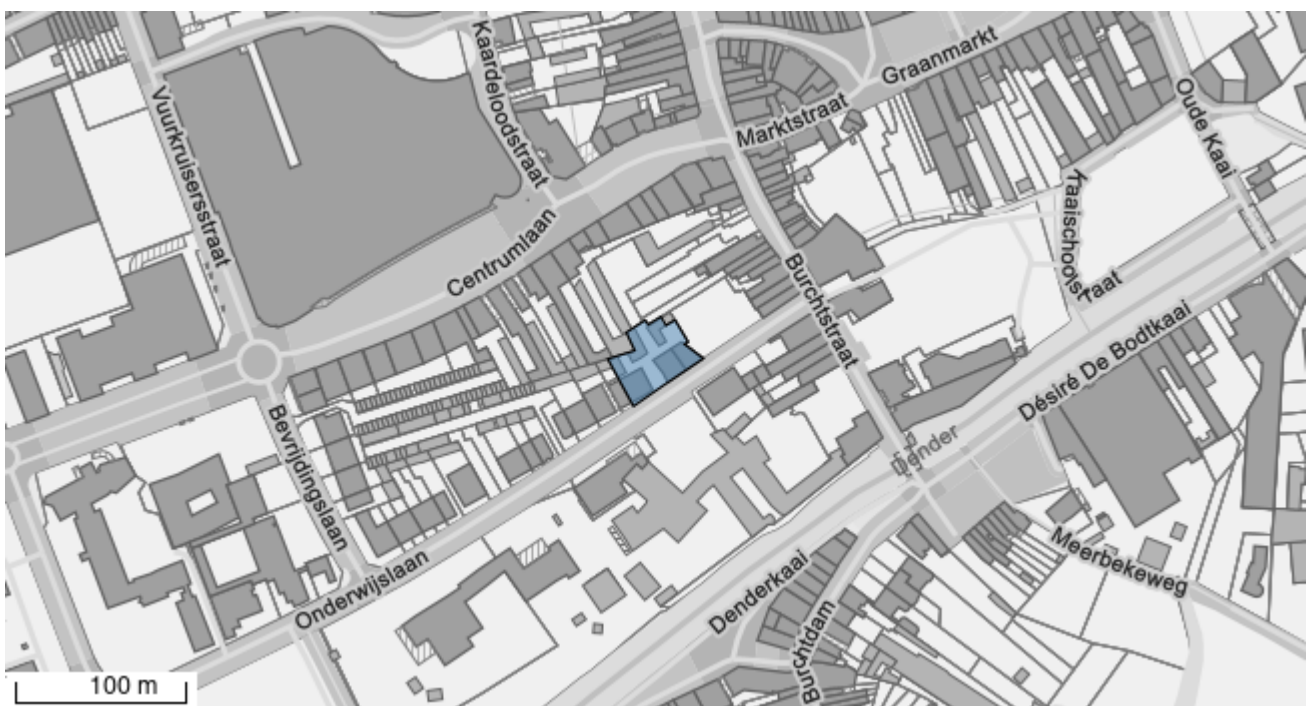 Kaardeloodstraat
Graanmarkt
Marktstraat
Vuurkruisersstraat
Oude Kaai
Centrumlaan
Burchtstraat
Désiré De Bodtkaai
Dender
Bevrijdingslaan
Onderwijslaan
Denderkaai
Meerbekeweg
Burchtdam
100 m